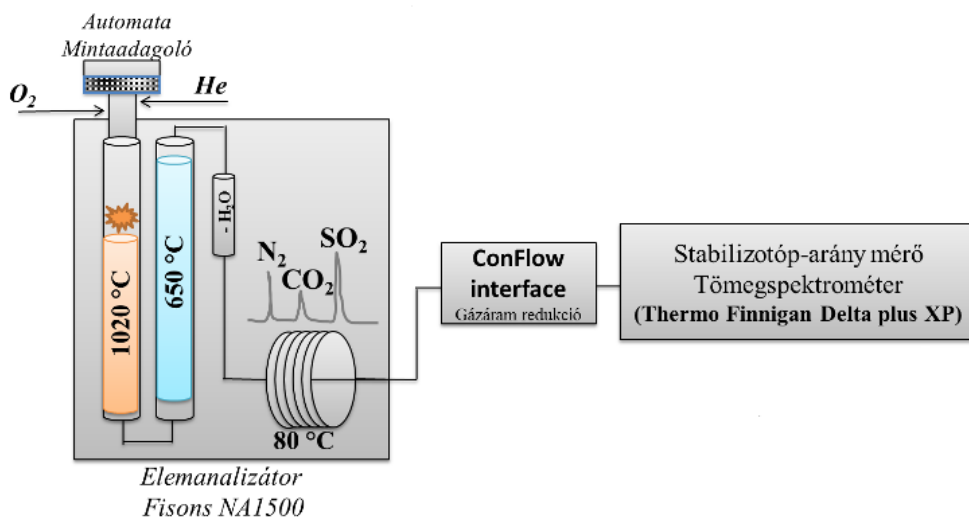 Automata
Mintaadagoló
O2
He
1020 °C
650 °C
- H2O
N2
CO2
SO2
80 °C
Elemanalizátor
Fisons NA1500
ConFlow
interface
Gázáram redukció
Stabilizotóp-arány mérő
Tömegspektrométer
(Thermo Finnigan Delta plus XP)